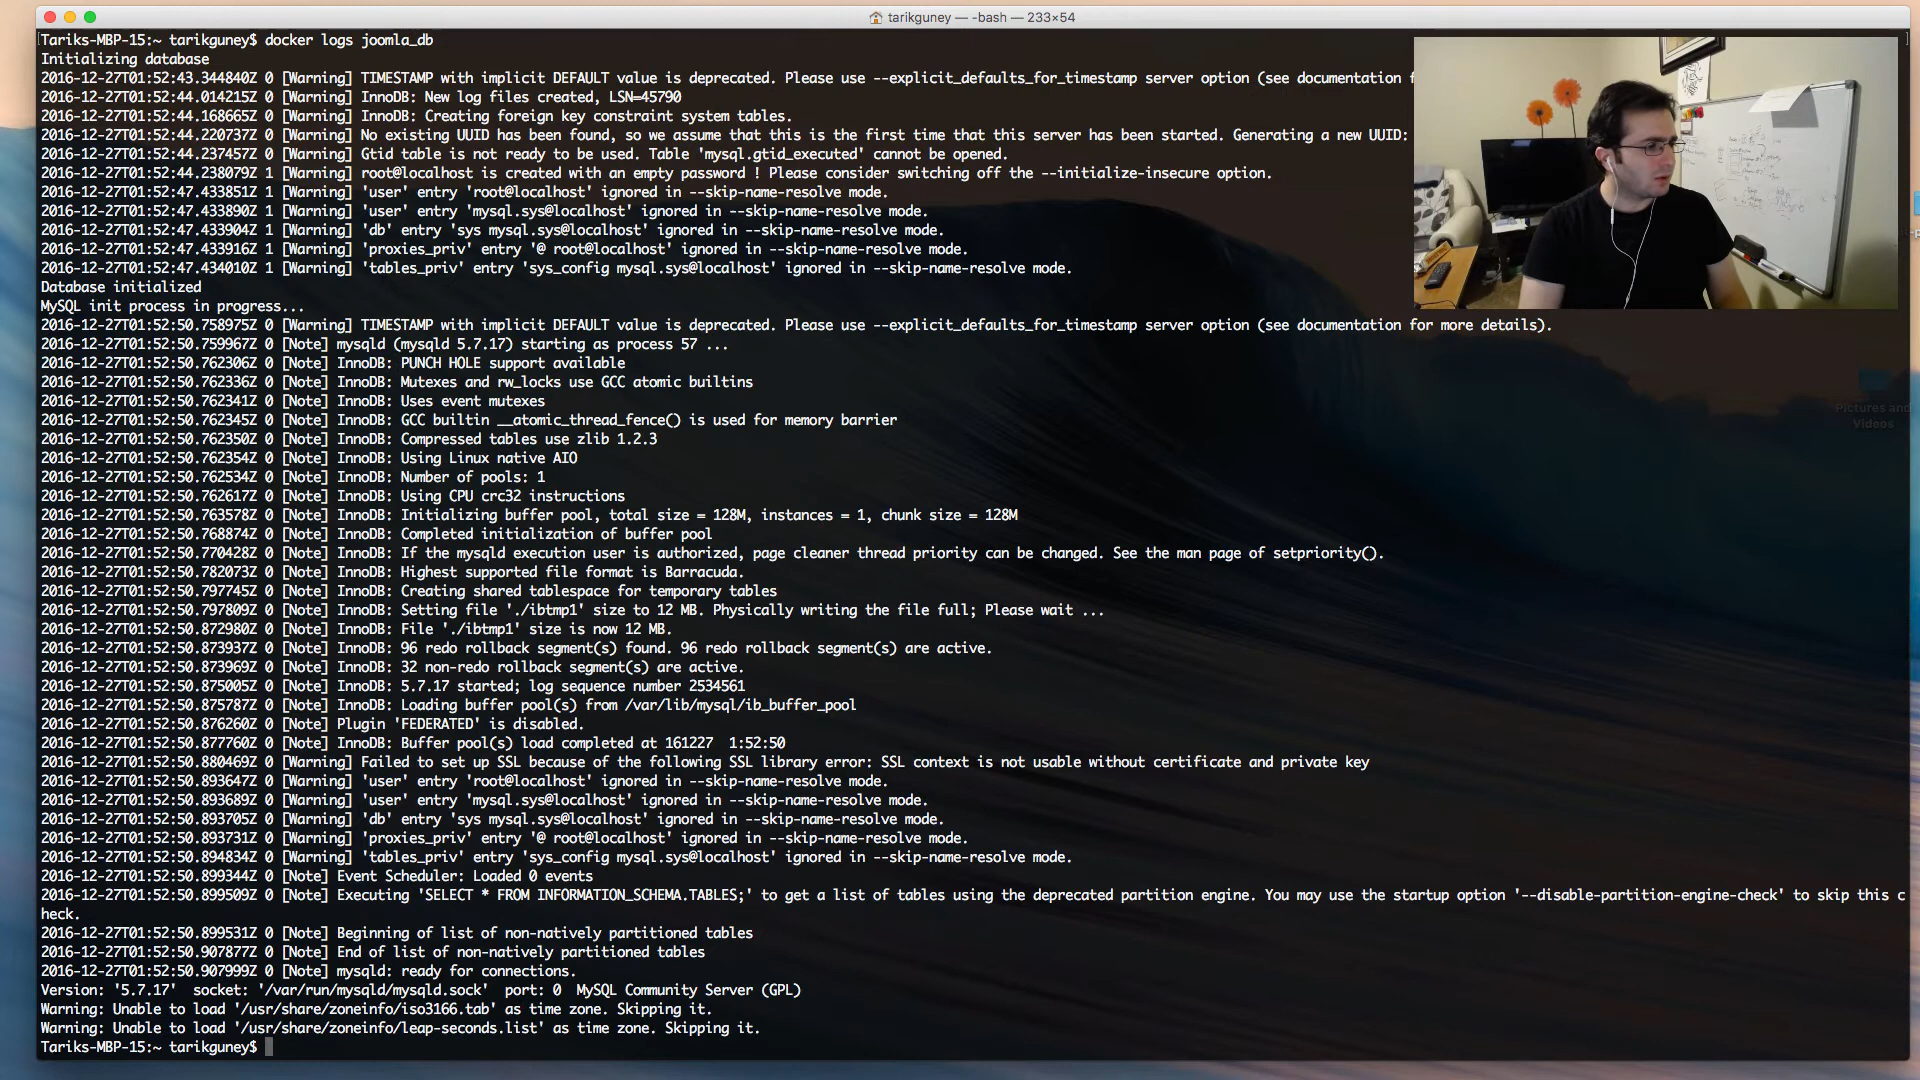 tarikguney — -bash — 233×54
Tariks-MBP-15:~ tarikguney$ docker logs joomla_db
Initializing database
2016-12-27T01:52:43.344840Z 0 [Warning] TIMESTAMP with implicit DEFAULT value is deprecated. Please use --explicit_defaults_for_timestamp server option (see documentation f
2016-12-27T01:52:44.014215Z 0 [Warning] InnoDB: New log files created, LSN=45790
2016-12-27T01:52:44.168665Z 0 [Warning] InnoDB: Creating foreign key constraint system tables.
2016-12-27T01:52:44.220737Z 0 [Warning] No existing UUID has been found, so we assume that this is the first time that this server has been started. Generating a new UUID:
2016-12-27T01:52:44.237457Z 0 [Warning] Gtid table is not ready to be used. Table 'mysql.gtid_executed' cannot be opened.
2016-12-27T01:52:44.238079Z 1 [Warning] root@localhost is created with an empty password ! Please consider switching off the --initialize-insecure option.
2016-12-27T01:52:47.433851Z 1 [Warning] 'user' entry 'root@localhost' ignored in --skip-name-resolve mode.
2016-12-27T01:52:47.433890Z 1 [Warning] 'user' entry 'mysql.sys@localhost' ignored in --skip-name-resolve mode.
2016-12-27T01:52:47.433904Z 1 [Warning] 'db' entry 'sys mysql.sys@localhost' ignored in --skip-name-resolve mode.
2016-12-27T01:52:47.433916Z 1 [Warning] 'proxies_priv' entry '@ root@localhost' ignored in --skip-name-resolve mode.
2016-12-27T01:52:47.434010Z 1 [Warning] 'tables_priv' entry 'sys_config mysql.sys@localhost' ignored in --skip-name-resolve mode.
Database initialized
MySQL init process in progress...
2016-12-27T01:52:50.758975Z 0 [Warning] TIMESTAMP with implicit DEFAULT value is deprecated. Please use --explicit_defaults_for_timestamp server option (see documentation for more details).
2016-12-27T01:52:50.759967Z 0 [Note] mysqld (mysqld 5.7.17) starting as process 57 ...
2016-12-27T01:52:50.762306Z 0 [Note] InnoDB: PUNCH HOLE support available
2016-12-27T01:52:50.762336Z 0 [Note] InnoDB: Mutexes and rw_locks use GCC atomic builtins
2016-12-27T01:52:50.762341Z 0 [Note] InnoDB: Uses event mutexes
2016-12-27T01:52:50.762345Z 0 [Note] InnoDB: GCC builtin __atomic_thread_fence() is used for memory barrier
2016-12-27T01:52:50.762350Z 0 [Note] InnoDB: Compressed tables use zlib 1.2.3
2016-12-27T01:52:50.762354Z 0 [Note] InnoDB: Using Linux native AIO
2016-12-27T01:52:50.762534Z 0 [Note] InnoDB: Number of pools: 1
2016-12-27T01:52:50.762617Z 0 [Note] InnoDB: Using CPU crc32 instructions
2016-12-27T01:52:50.763578Z 0 [Note] InnoDB: Initializing buffer pool, total size = 128M, instances = 1, chunk size = 128M
2016-12-27T01:52:50.768874Z 0 [Note] InnoDB: Completed initialization of buffer pool
2016-12-27T01:52:50.770428Z 0 [Note] InnoDB: If the mysqld execution user is authorized, page cleaner thread priority can be changed. See the man page of setpriority().
2016-12-27T01:52:50.782073Z 0 [Note] InnoDB: Highest supported file format is Barracuda.
2016-12-27T01:52:50.797745Z 0 [Note] InnoDB: Creating shared tablespace for temporary tables
2016-12-27T01:52:50.797809Z 0 [Note] InnoDB: Setting file './ibtmp1' size to 12 MB. Physically writing the file full; Please wait ...
2016-12-27T01:52:50.872980Z 0 [Note] InnoDB: File './ibtmp1' size is now 12 MB.
2016-12-27T01:52:50.873937Z 0 [Note] InnoDB: 96 redo rollback segment(s) found. 96 redo rollback segment(s) are active.
2016-12-27T01:52:50.873969Z 0 [Note] InnoDB: 32 non-redo rollback segment(s) are active.
2016-12-27T01:52:50.875005Z 0 [Note] InnoDB: 5.7.17 started; log sequence number 2534561
2016-12-27T01:52:50.875787Z 0 [Note] InnoDB: Loading buffer pool(s) from /var/lib/mysql/ib_buffer_pool
2016-12-27T01:52:50.876260Z 0 [Note] Plugin 'FEDERATED' is disabled.
2016-12-27T01:52:50.877760Z 0 [Note] InnoDB: Buffer pool(s) load completed at 161227  1:52:50
2016-12-27T01:52:50.880469Z 0 [Warning] Failed to set up SSL because of the following SSL library error: SSL context is not usable without certificate and private key
2016-12-27T01:52:50.893647Z 0 [Warning] 'user' entry 'root@localhost' ignored in --skip-name-resolve mode.
2016-12-27T01:52:50.893689Z 0 [Warning] 'user' entry 'mysql.sys@localhost' ignored in --skip-name-resolve mode.
2016-12-27T01:52:50.893705Z 0 [Warning] 'db' entry 'sys mysql.sys@localhost' ignored in --skip-name-resolve mode.
2016-12-27T01:52:50.893731Z 0 [Warning] 'proxies_priv' entry '@ root@localhost' ignored in --skip-name-resolve mode.
2016-12-27T01:52:50.894834Z 0 [Warning] 'tables_priv' entry 'sys_config mysql.sys@localhost' ignored in --skip-name-resolve mode.
2016-12-27T01:52:50.899344Z 0 [Note] Event Scheduler: Loaded 0 events
2016-12-27T01:52:50.899509Z 0 [Note] Executing 'SELECT * FROM INFORMATION_SCHEMA.TABLES;' to get a list of tables using the deprecated partition engine. You may use the startup option '--disable-partition-engine-check' to skip this c
heck.
2016-12-27T01:52:50.899531Z 0 [Note] Beginning of list of non-natively partitioned tables
2016-12-27T01:52:50.907877Z 0 [Note] End of list of non-natively partitioned tables
2016-12-27T01:52:50.907999Z 0 [Note] mysqld: ready for connections.
Version: '5.7.17'  socket: '/var/run/mysqld/mysqld.sock'  port: 0  MySQL Community Server (GPL)
Warning: Unable to load '/usr/share/zoneinfo/iso3166.tab' as time zone. Skipping it.
Warning: Unable to load '/usr/share/zoneinfo/leap-seconds.list' as time zone. Skipping it.
Tariks-MBP-15:~ tarikguney$
Pictures and
Videos